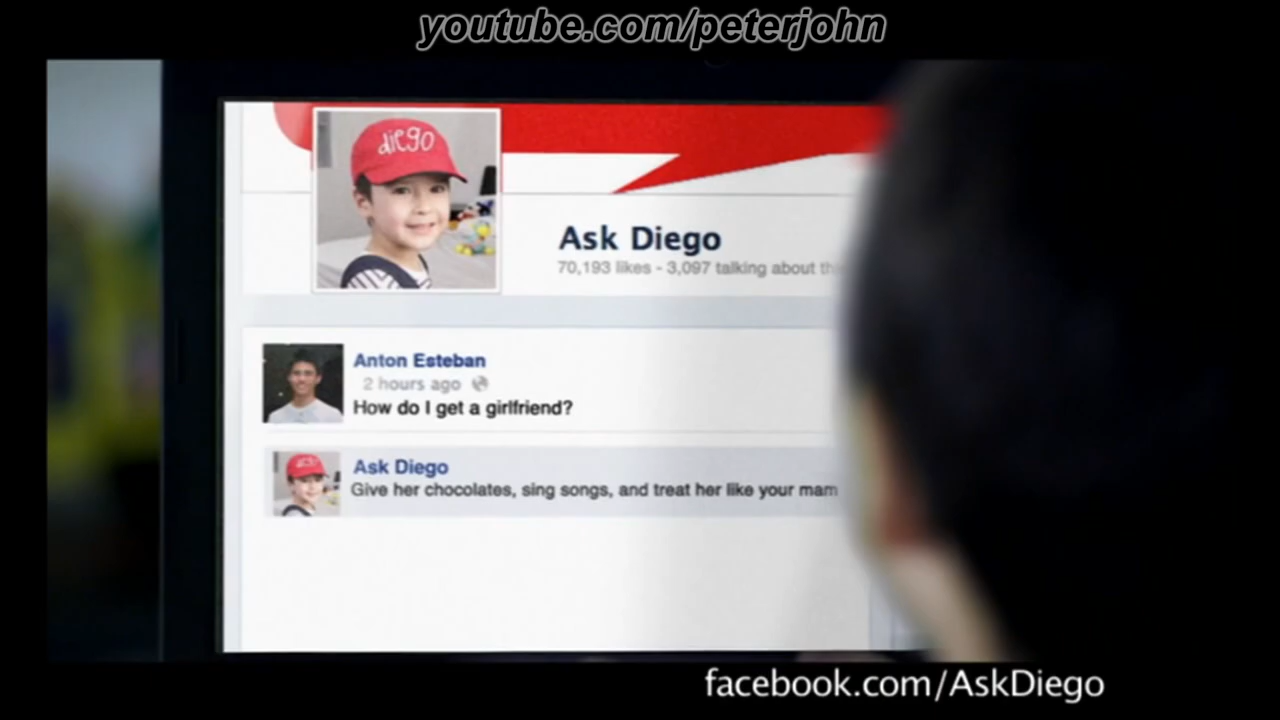 youtube.com/peterjohn
diego
Ask Diego
70,193 likes - 3,097 talking about
Anton Esteban
2 hours ago
How do I get a girlfriend?
Ask Diego
Give her chocolates, sing songs, and treat her like your mam
facebook.com/AskDiego